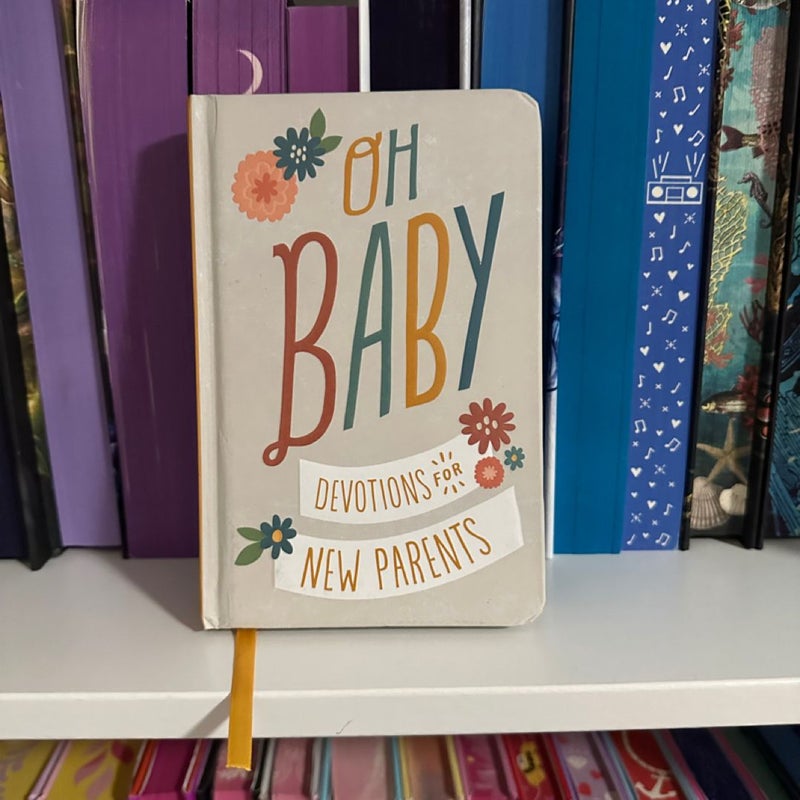 OH
BABY
DEVOTIONS FOR
NEW PARENTS